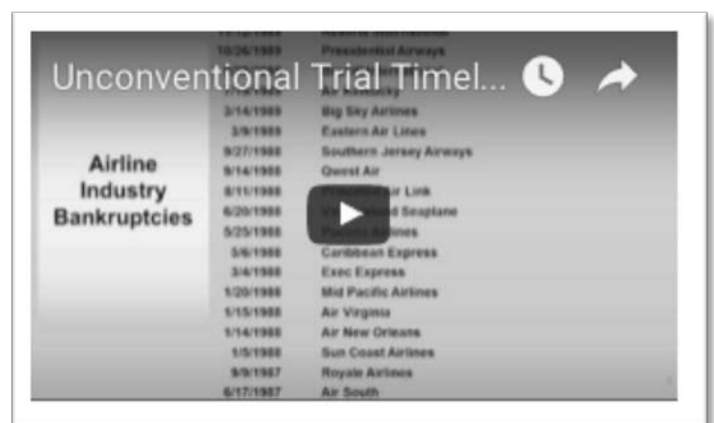 Unconventional Trial Timel...
Airline
Industry
Bankruptcies
10/26/1989 Presidential Airways
3/14/1989 Big Sky Airlines
3/9/1989 Eastern Air Lines
9/27/1988 Southern Jersey Airways
9/14/1988 Qwest Air
8/11/1988 Air Link
6/20/1988 Seaplane
5/25/1988
5/6/1988 Caribbean Express
3/4/1988 Exec Express
1/20/1988 Mid Pacific Airlines
1/15/1988 Air Virginia
1/14/1988 Air New Orleans
1/5/1988 Sun Coast Airlines
9/9/1987 Royale Airlines
6/17/1987 Air South